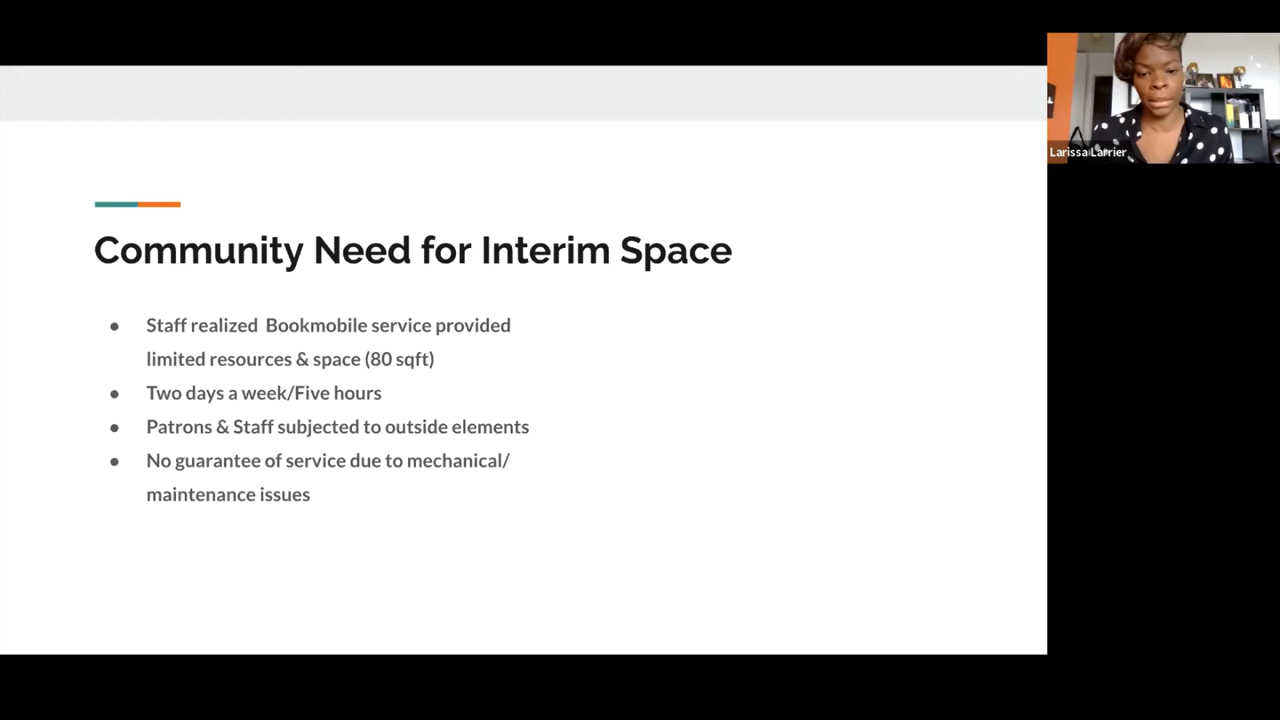 Community Need for Interim Space
● Staff realized  Bookmobile service provided
limited resources & space (80 sqft)
● Two days a week/Five hours
● Patrons & Staff subjected to outside elements
● No guarantee of service due to mechanical/
maintenance issues
Larissa Larrier